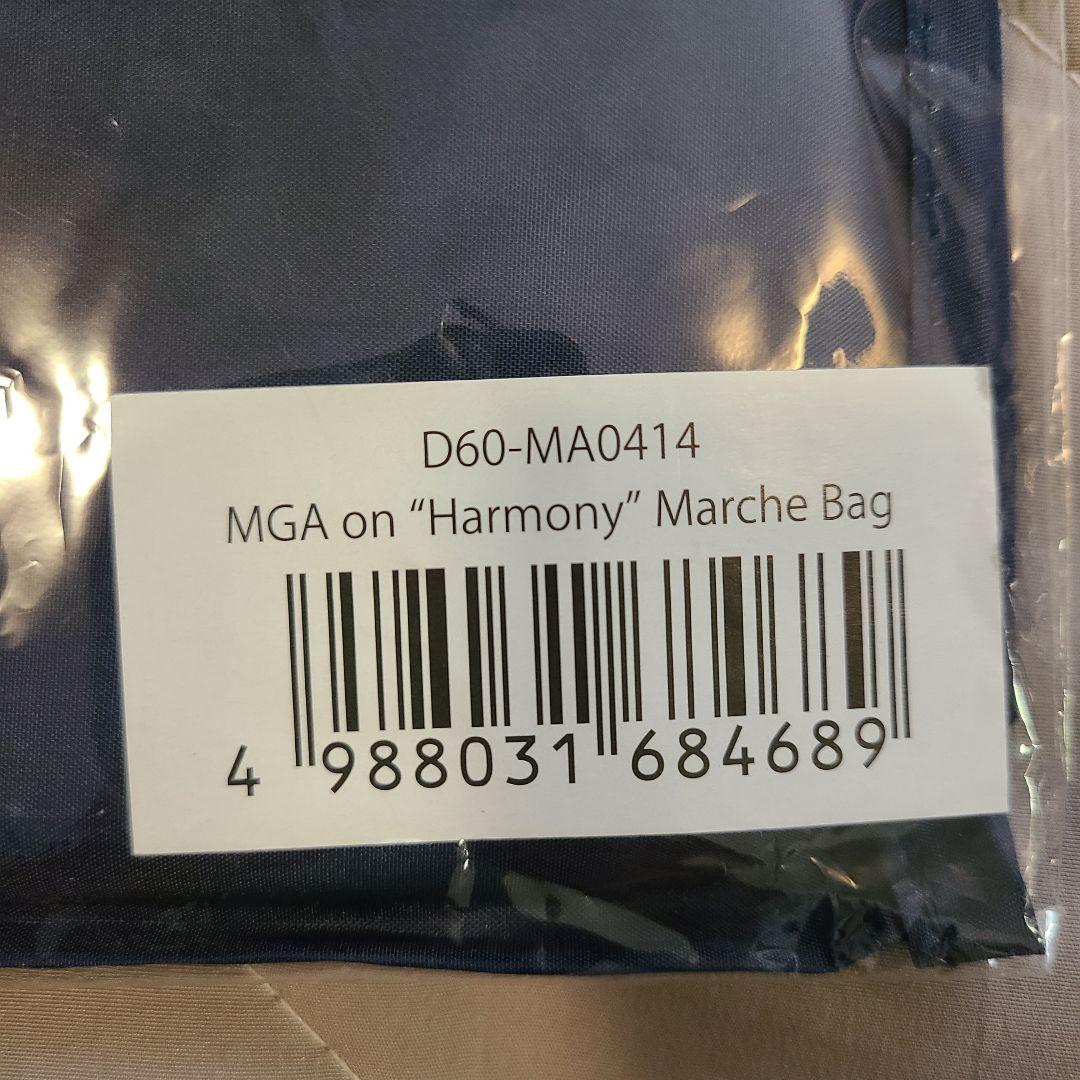 D60-MA0414
MGA on “Harmony” Marche Bag
4 988031 684689